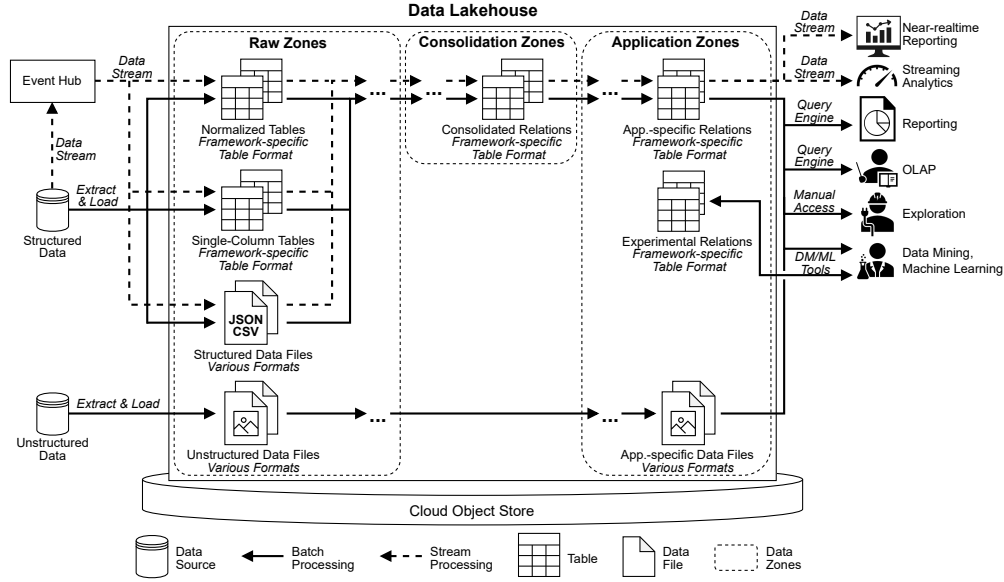 Data Lakehouse
Raw Zones
Consolidation Zones
Application Zones
Event Hub
Data
Stream
Data
Stream
Structured
Data
Extract
& Load
Unstructured
Data
Extract & Load
Normalized Tables
Framework-specific
Table Format
Single-Column Tables
Framework-specific
Table Format
JSON
CSV
Structured Data Files
Various Formats
Unstructured Data Files
Various Formats
...
...
Consolidated Relations
Framework-specific
Table Format
...
...
App.-specific Relations
Framework-specific
Table Format
Experimental Relations
Framework-specific
Table Format
...
App.-specific Data Files
Various Formats
Data
Stream
Near-realtime
Reporting
Data
Stream
Streaming
Analytics
Query
Engine
Reporting
Query
Engine
OLAP
Manual
Access
Exploration
DM/ML
Tools
Data Mining,
Machine Learning
Cloud Object Store
Data
Source
Batch
Processing
Stream
Processing
Table
Data
File
Data
Zones